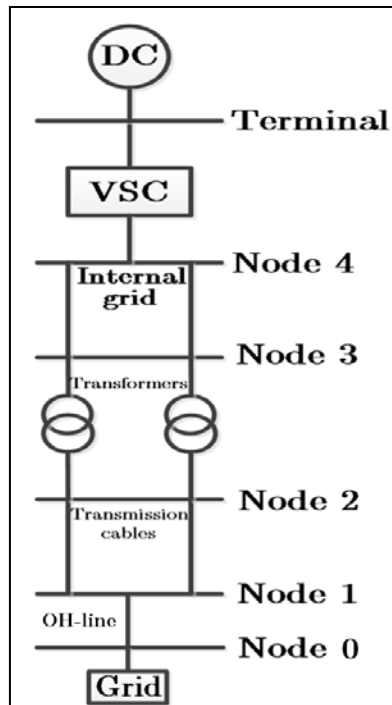 DC
Terminal
VSC
Node 4
Internal
grid
Node 3
Transformers
Node 2
Transmission
cables
Node 1
OH-line
Node 0
Grid